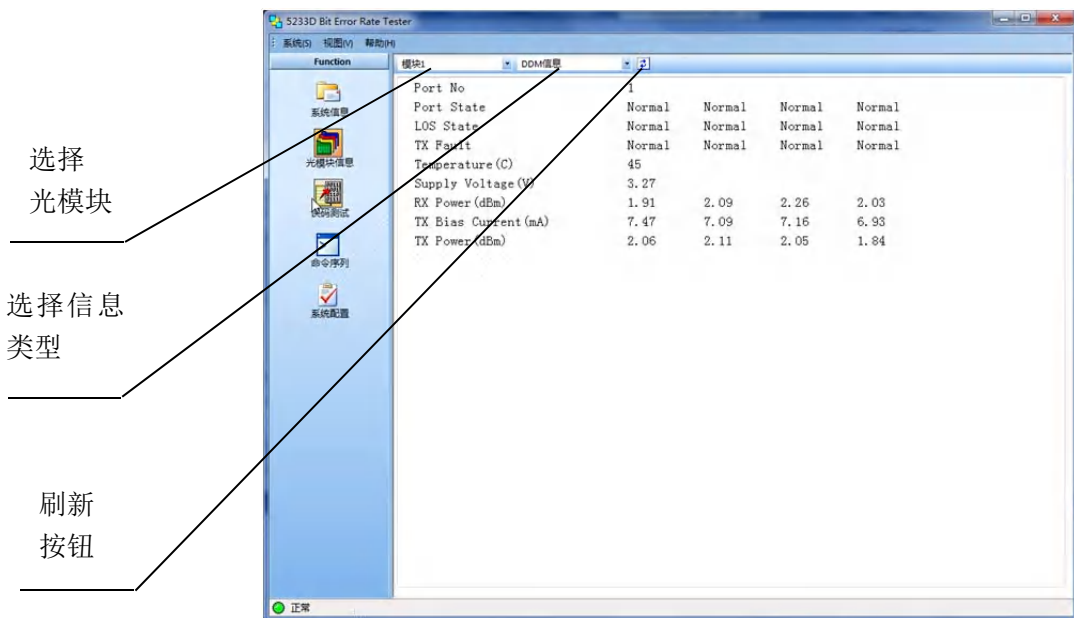 5233D Bit Error Rate Tester
系统(S) 视图(V) 帮助(H)
Function
模块1 DDM信息
系统信息
光模块信息
误码测试
命令序列
系统配置
Port No 1
Port State Normal Normal Normal Normal
LOS State Normal Normal Normal Normal
TX Fault Normal Normal Normal Normal
Temperature(C) 45
Supply Voltage(V) 3.27
RX Power(dBm) 1.91 2.09 2.26 2.03
TX Bias Current(mA) 7.47 7.09 7.16 6.93
TX Power(dBm) 2.06 2.11 2.05 1.84
正常
选择
光模块
选择信息
类型
刷新
按钮